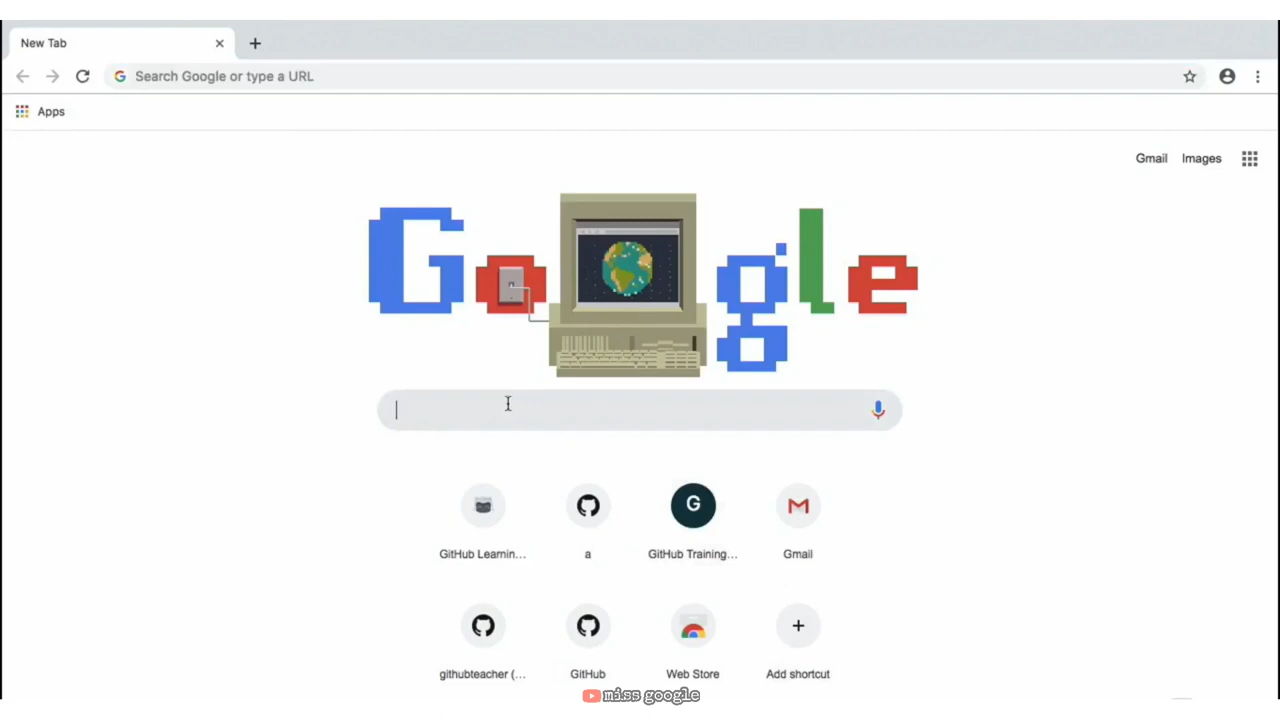 New Tab
Search Google or type a URL
Apps
Gmail Images
Google
GitHub Learnin... a GitHub Training... Gmail
G
githubteacher (... GitHub Web Store Add shortcut
miss google